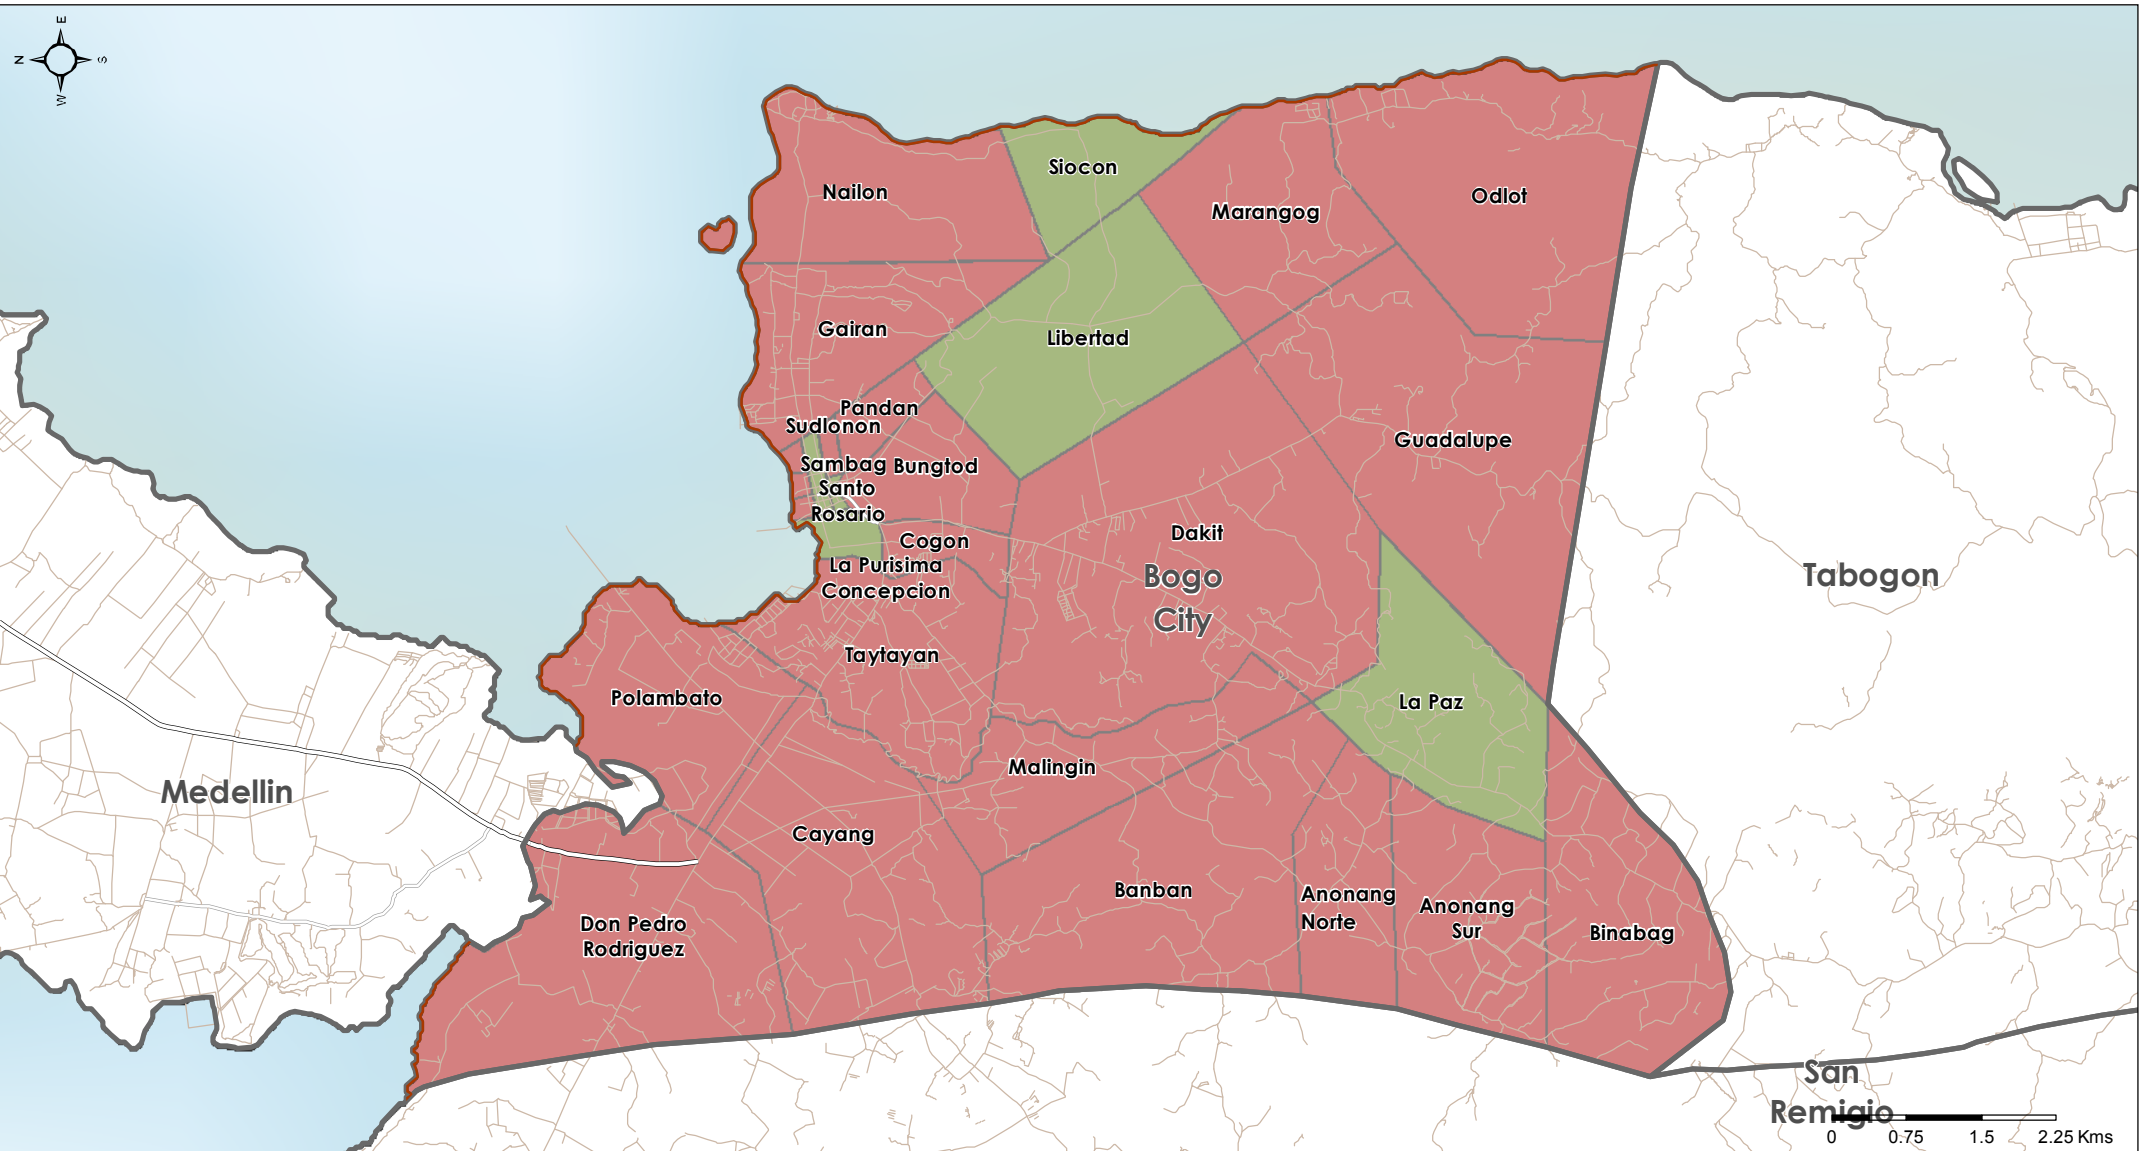 E
N
S
W
Siocon
Nailon
Odlot
Marangog
Gairan
Libertad
Pandan
Sudlonon
Guadalupe
Sambag
Bungtod
Santo
Rosario
Dakit
Cogon
La Purisima
Concepcion
Bogo
City
Tabogon
Taytayan
Polambato
La Paz
Malingin
Medellin
Cayang
Banban
Anonang
Norte
Anonang
Sur
Don Pedro
Rodriguez
Binabag
San
Remigio
0 0.75 1.5 2.25 Kms